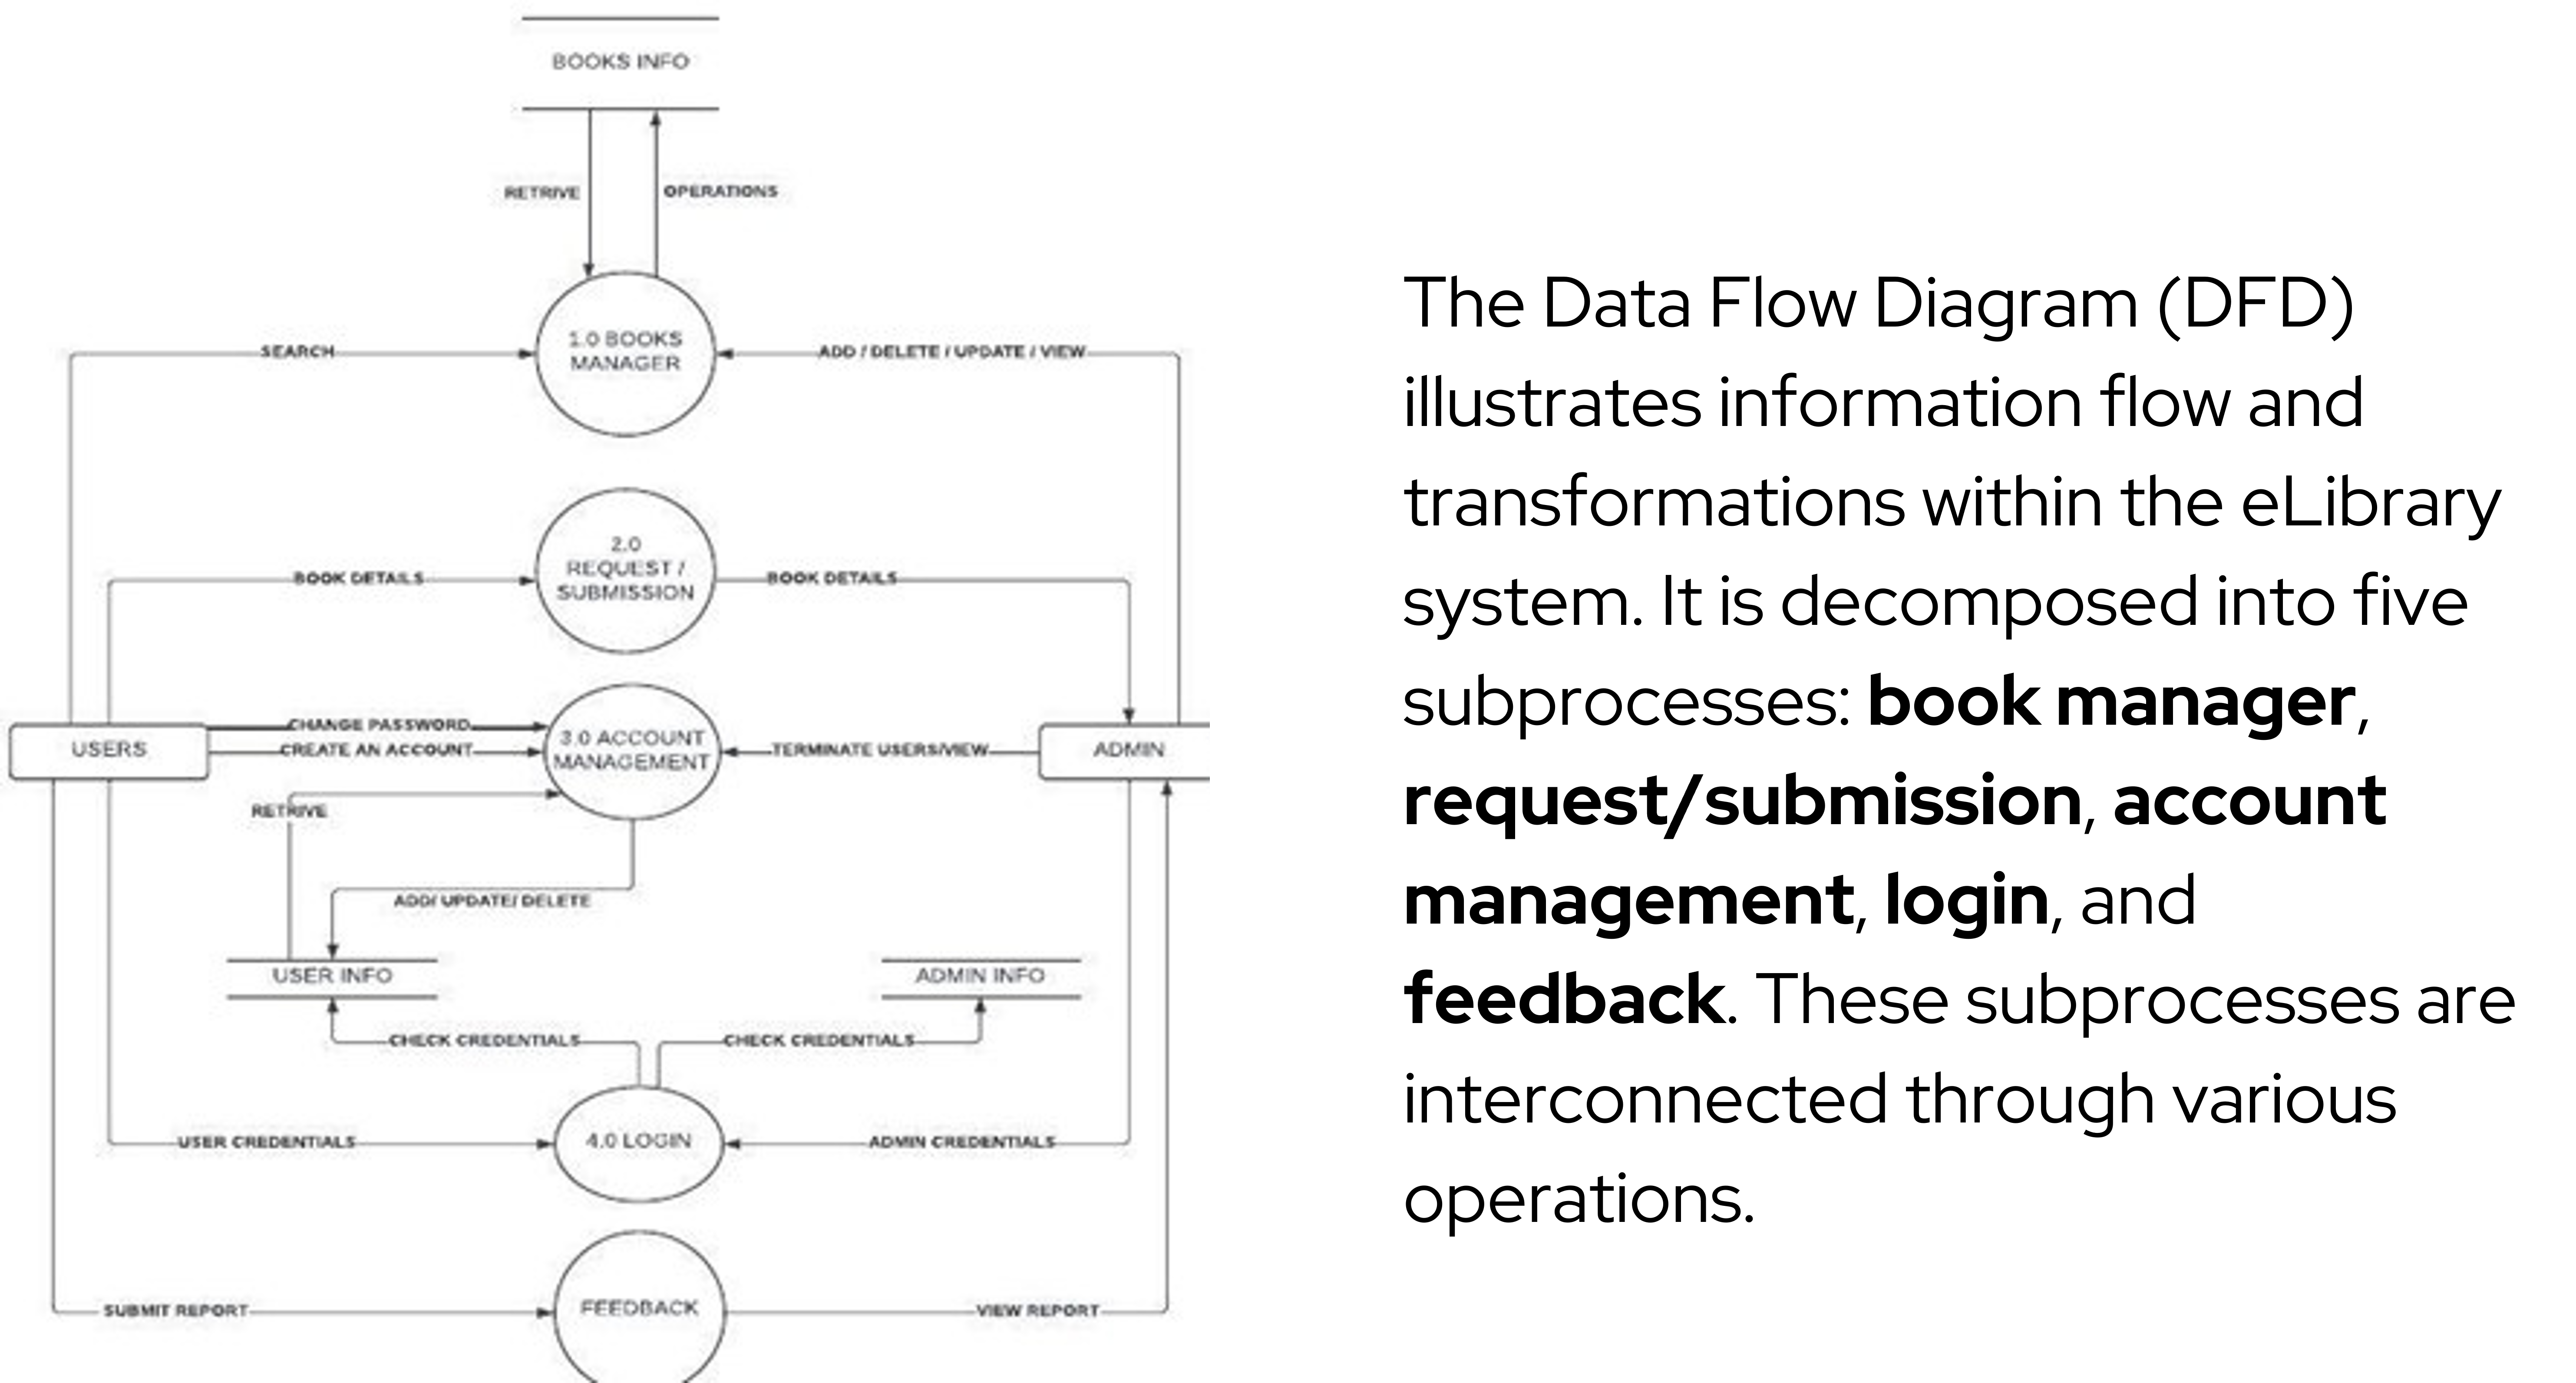 BOOKS INFO
RETRIVE
OPERATIONS
1.0 BOOKS
MANAGER
SEARCH
ADD / DELETE / UPDATE / VIEW
2.0
REQUEST /
SUBMISSION
BOOK DETAILS
BOOK DETAILS
CHANGE PASSWORD
USERS
CREATE AN ACCOUNT
3.0 ACCOUNT
MANAGEMENT
TERMINATE USERS/VIEW
ADMIN
RETRIVE
ADD/ UPDATE/ DELETE
USER INFO
ADMIN INFO
CHECK CREDENTIALS
CHECK CREDENTIALS
USER CREDENTIALS
4.0 LOGIN
ADMIN CREDENTIALS
SUBMIT REPORT
FEEDBACK
VIEW REPORT
The Data Flow Diagram (DFD)
illustrates information flow and
transformations within the eLibrary
system. It is decomposed into five
subprocesses: book manager,
request/submission, account
management, login, and
feedback. These subprocesses are
interconnected through various
operations.